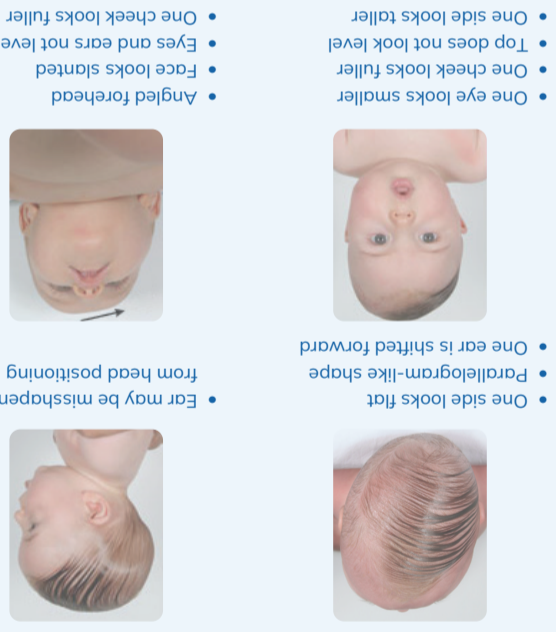 • One side looks flat
• Parallelogram-like shape
• One ear is shifted forward
• Ear may be misshapen
from head positioning
• One eye looks smaller
• One cheek looks fuller
• Top does not look level
• One side looks taller
• Angled forehead
• Face looks slanted
• Eyes and ears not leve
• One cheek looks fuller